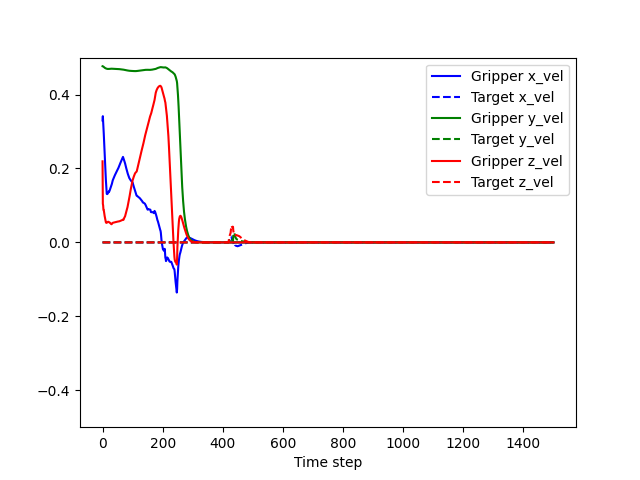 0.4
0.2
0.0
−0.2
−0.4
0 200 400 600 800 1000 1200 1400
Time step
Gripper x_vel
Target x_vel
Gripper y_vel
Target y_vel
Gripper z_vel
Target z_vel